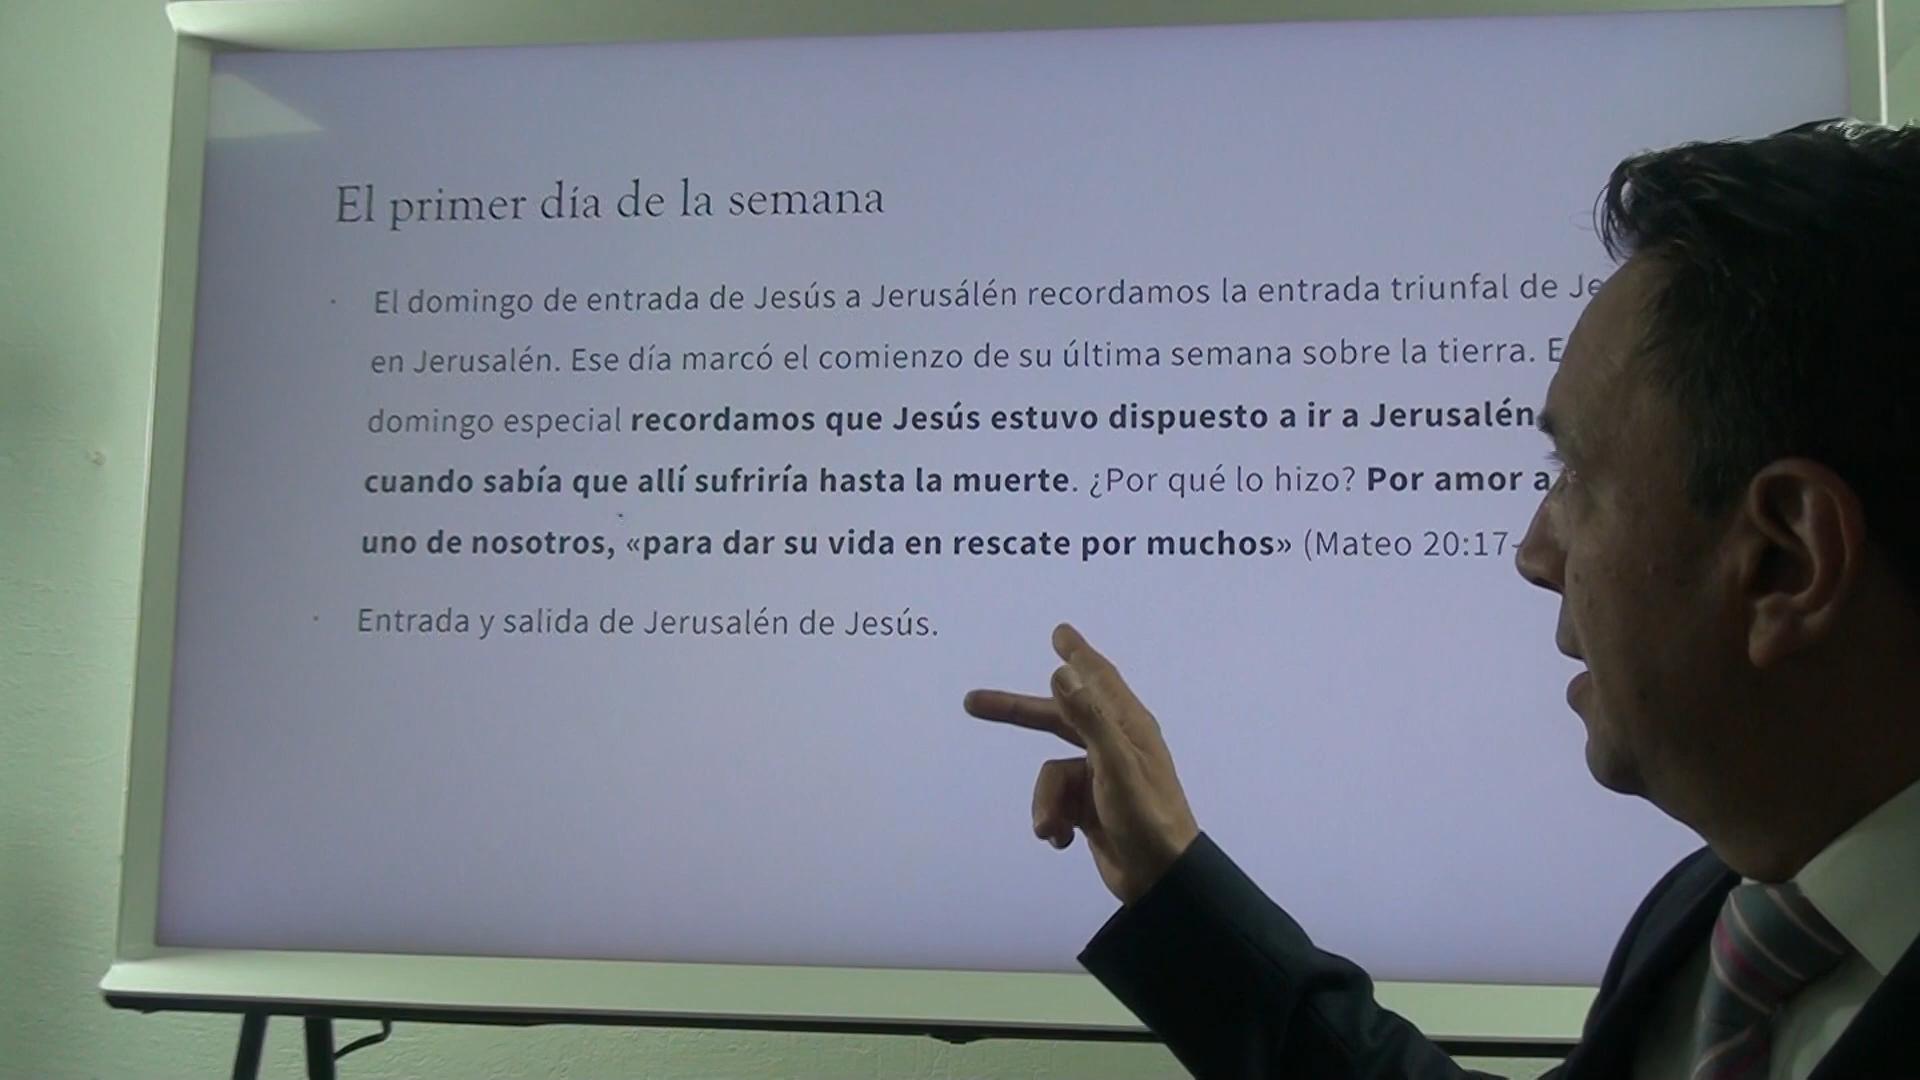 El primer día de la semana
El domingo de entrada de Jesús a Jerusálén recordamos la entrada triunfal de
en Jerusalén. Ese día marcó el comienzo de su última semana sobre la tierra.
domingo especial recordamos que Jesús estuvo dispuesto a ir a Jerusalén
cuando sabía que allí sufriría hasta la muerte. ¿Por qué lo hizo? Por amor a
uno de nosotros, «para dar su vida en rescate por muchos» (Mateo 20:17-
Entrada y salida de Jerusalén de Jesús.